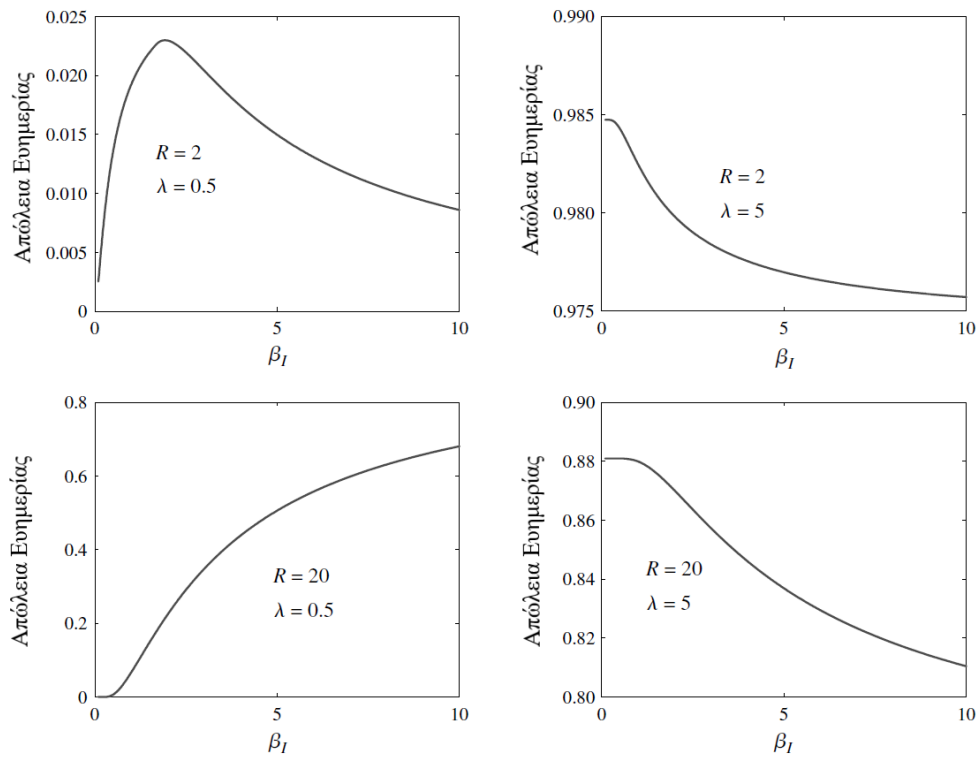 Απώλεια Ευημερίας
0.025
0.020
0.015
0.010
0.005
0
R = 2
λ = 0.5
0
5
10
β_I
Απώλεια Ευημερίας
0.990
0.985
0.980
0.975
R = 2
λ = 5
0
5
10
β_I
Απώλεια Ευημερίας
0.8
0.6
0.4
0.2
0
R = 20
λ = 0.5
0
5
10
β_I
Απώλεια Ευημερίας
0.90
0.88
0.86
0.84
0.82
0.80
R = 20
λ = 5
0
5
10
β_I